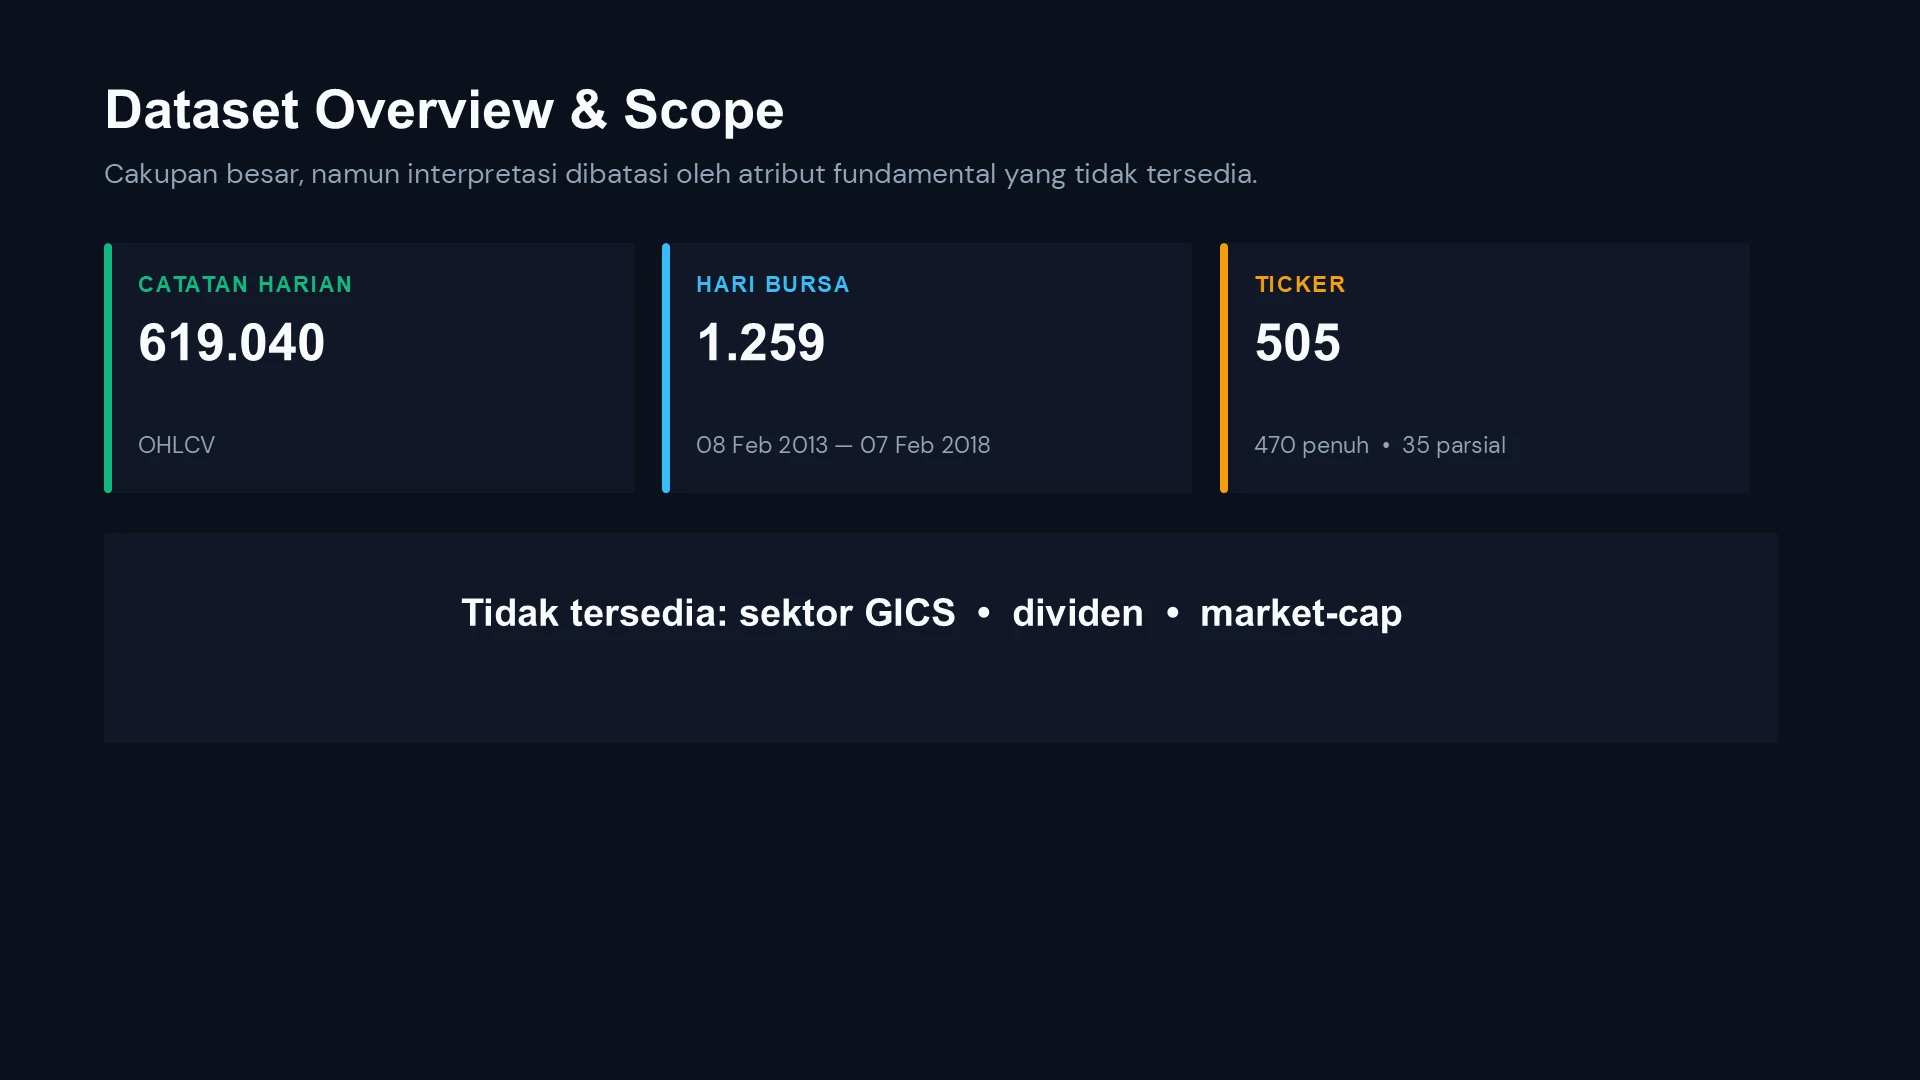 Dataset Overview & Scope
Cakupan besar, namun interpretasi dibatasi oleh atribut fundamental yang tidak tersedia.
CATATAN HARIAN
619.040
OHLCV
HARI BURSA
1.259
08 Feb 2013 — 07 Feb 2018
TICKER
505
470 penuh • 35 parsial
Tidak tersedia: sektor GICS • dividen • market-cap